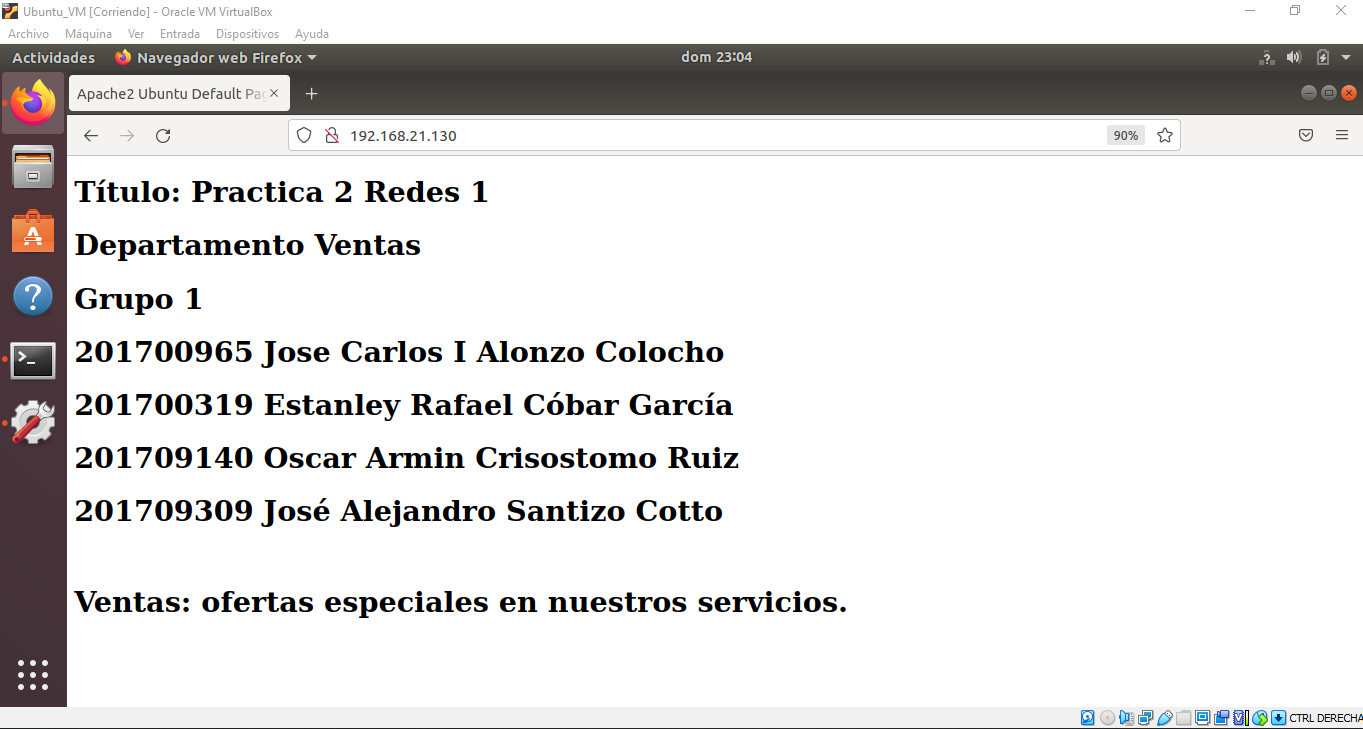 Ubuntu_VM [Corriendo] - Oracle VM VirtualBox
Archivo Máquina Ver Entrada Dispositivos Ayuda
Actividades Navegador web Firefox dom 23:04
Apache2 Ubuntu Default Pag
192.168.21.130 90%
Título: Practica 2 Redes 1
Departamento Ventas
Grupo 1
201700965 Jose Carlos I Alonzo Colocho
201700319 Estanley Rafael Cóbar García
201709140 Oscar Armin Crisostomo Ruiz
201709309 José Alejandro Santizo Cotto
Ventas: ofertas especiales en nuestros servicios.
CTRL DERECHA